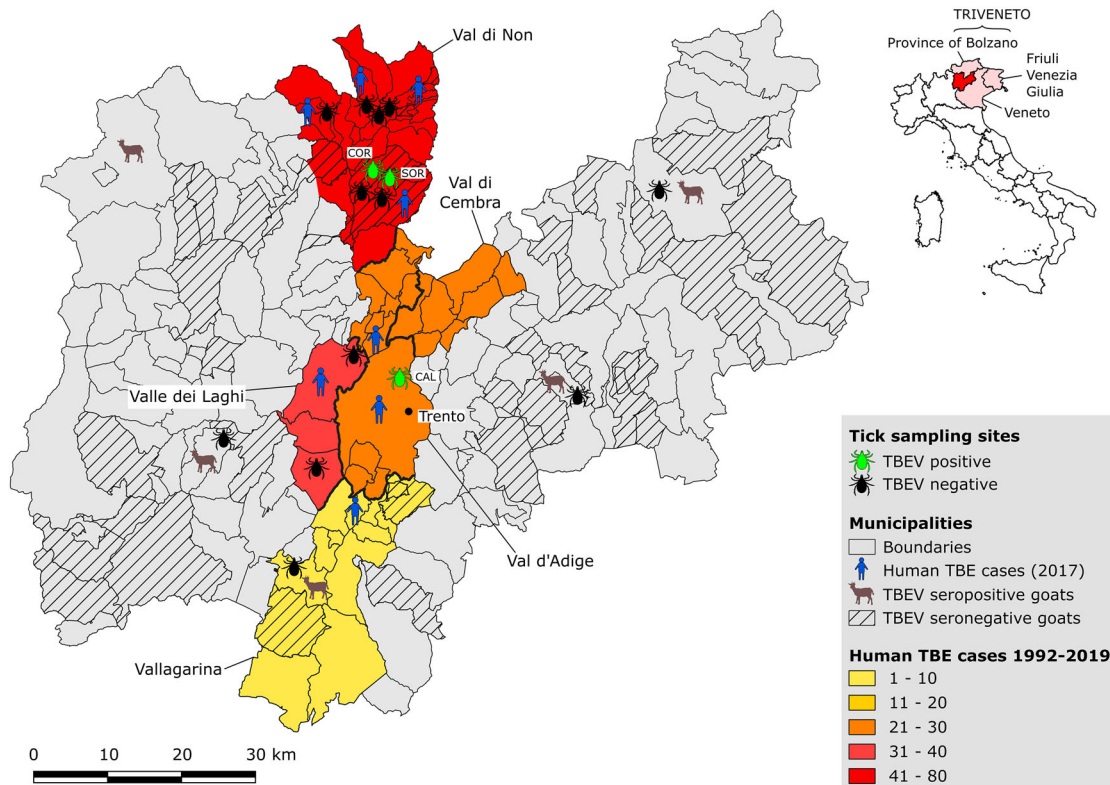 Val di Non
COR
SOR
Val di
Cembra
Valle dei Laghi
CAL
Trento
Val d'Adige
Vallagarina
0 10 20 30 km
TRIVENETO
Province of Bolzano
Friuli
Venezia
Giulia
Veneto
Tick sampling sites
TBEV positive
TBEV negative
Municipalities
Boundaries
Human TBE cases (2017)
TBEV seropositive goats
TBEV seronegative goats
Human TBE cases 1992-2019
1 - 10
11 - 20
21 - 30
31 - 40
41 - 80